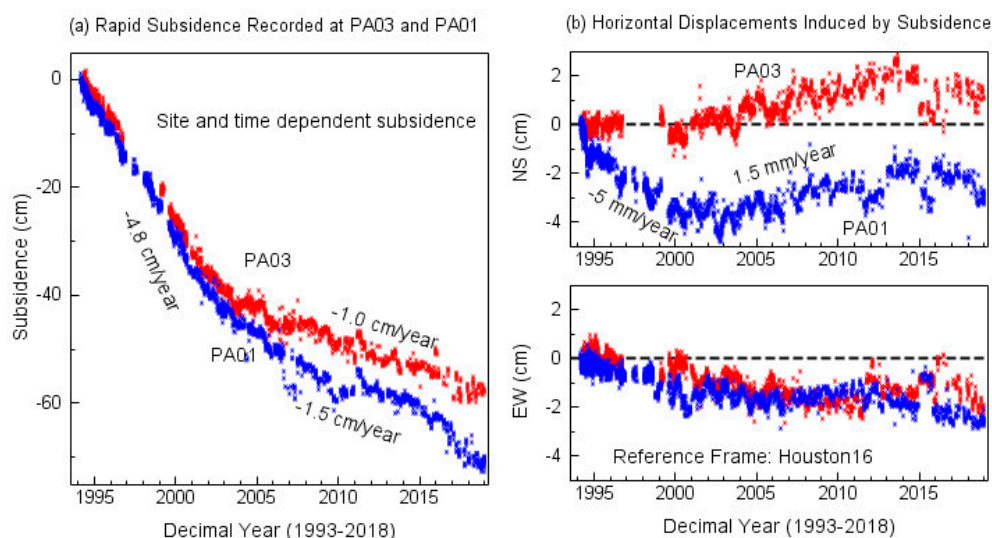 (a) Rapid Subsidence Recorded at PA03 and PA01
0
-20
-40
-60
Subsidence (cm)
Site and time dependent subsidence
-4.8 cm/year
PA03
PA01
-1.0 cm/year
-1.5 cm/year
1995 2000 2005 2010 2015
Decimal Year (1993-2018)
(b) Horizontal Displacements Induced by Subsidence
2
0
-2
-4
NS (cm)
PA03
1.5 mm/year
-5 mm/year
PA01
1995 2000 2005 2010 2015
2
0
-2
-4
EW (cm)
Reference Frame: Houston16
1995 2000 2005 2010 2015
Decimal Year (1993-2018)